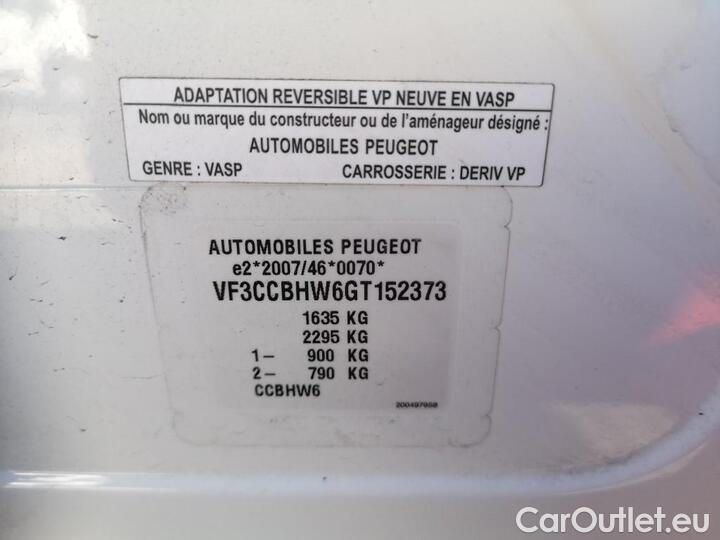 ADAPTATION REVERSIBLE VP NEUVE EN VASP
Nom ou marque du constructeur ou de l'aménageur désigné :
AUTOMOBILES PEUGEOT
GENRE : VASP CARROSSERIE : DERIV VP
AUTOMOBILES PEUGEOT
e2*2007/46*0070*
VF3CCBHW6GT152373
1635 KG
2295 KG
1- 900 KG
2- 790 KG
CCBHW6
200497958
CarOutlet.eu